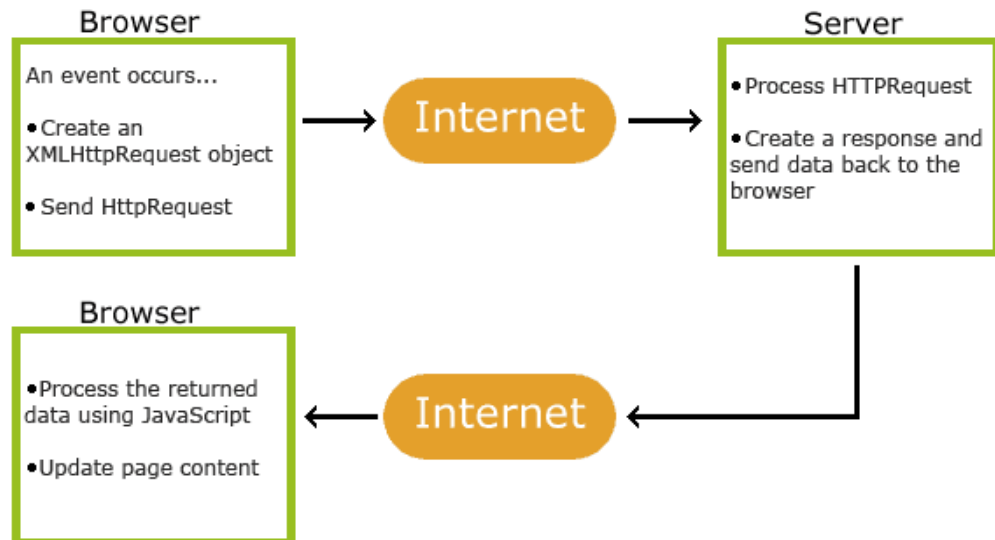 Browser
An event occurs...
•Create an
XMLHttpRequest object
• Send HttpRequest
Internet
Server
•Process HTTPRequest
•Create a response and
send data back to the
browser
Browser
•Process the returned
data using JavaScript
•Update page content
Internet